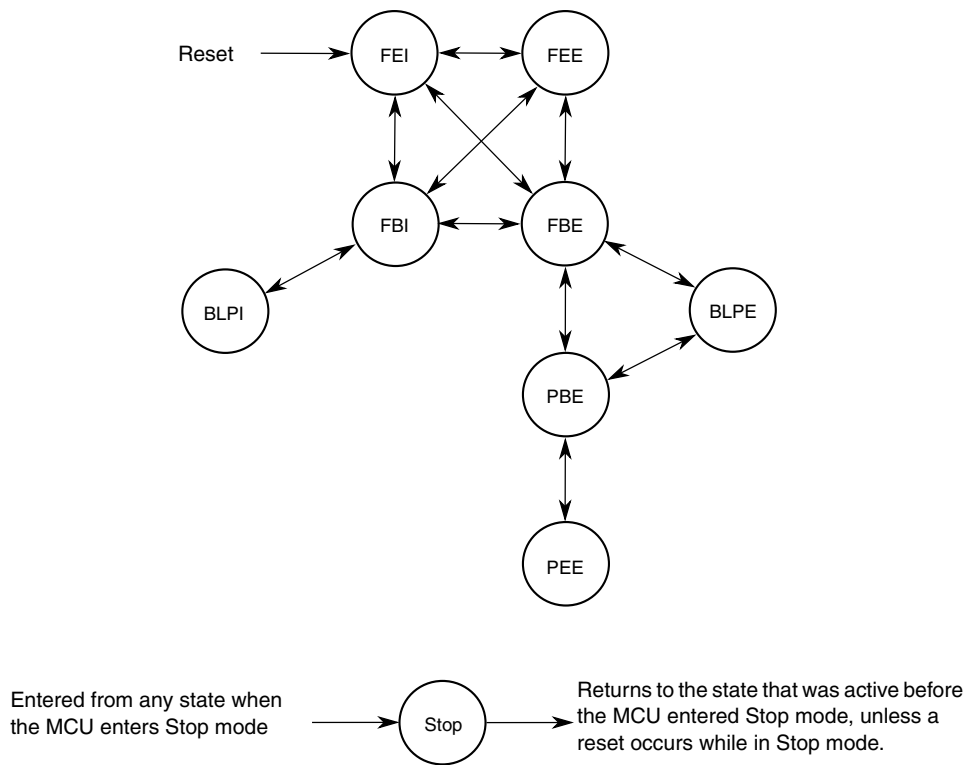 Reset
FEI
FEE
FBI
FBE
BLPI
BLPE
PBE
PEE
Entered from any state when
the MCU enters Stop mode
Stop
Returns to the state that was active before
the MCU entered Stop mode, unless a
reset occurs while in Stop mode.